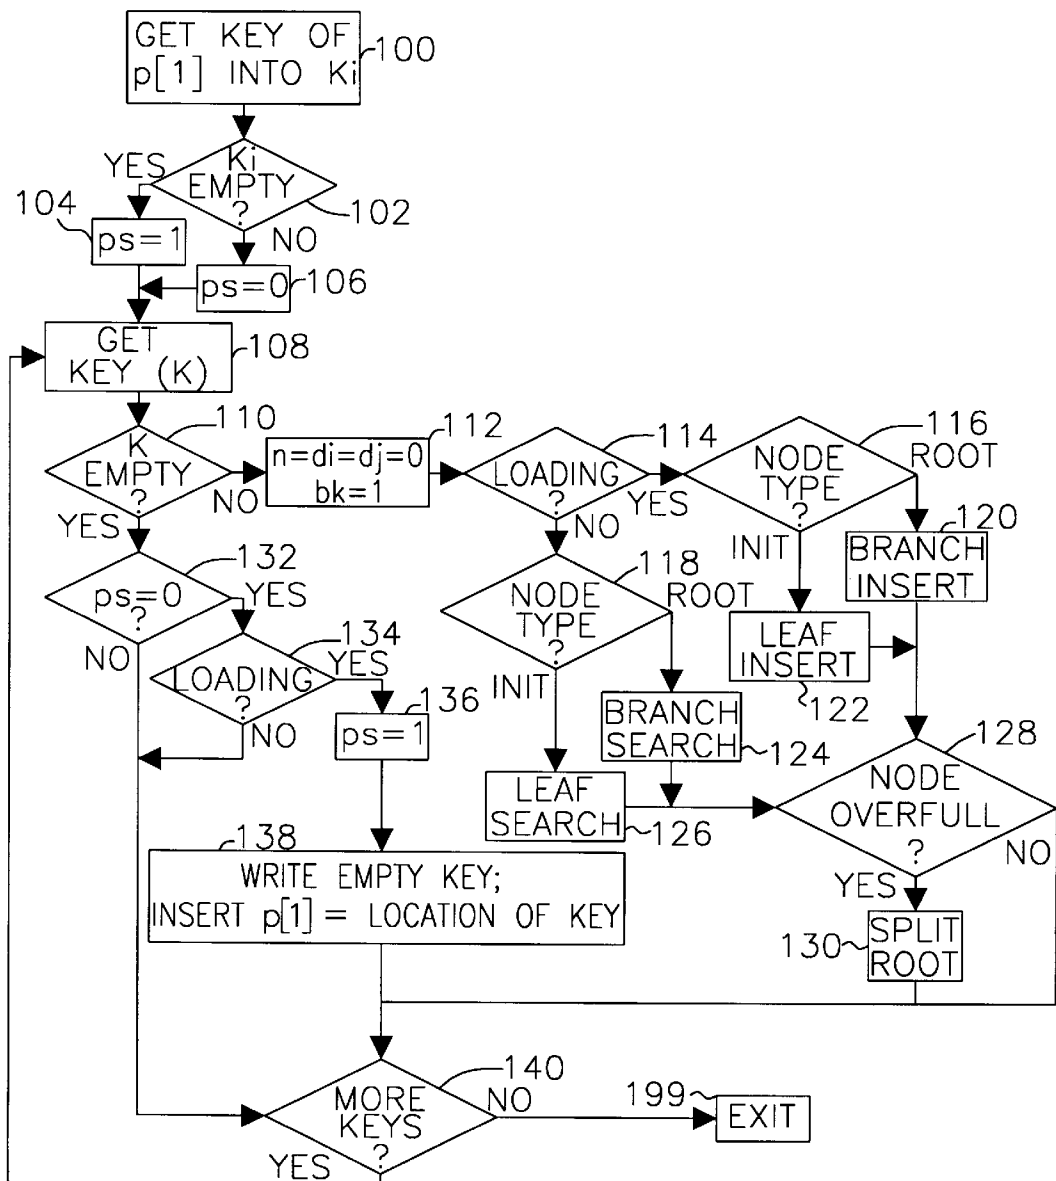 GET KEY OF
p[1] INTO Ki
100
YES
Ki
EMPTY
?
102
104
ps=1
NO
ps=0
106
GET
KEY (K)
108
K
EMPTY
?
110
NO
YES
n=di=dj=0
bk=1
112
LOADING
?
114
YES
NO
NODE
TYPE
?
116
ROOT
INIT
120
BRANCH
INSERT
LEAF
INSERT
122
NODE
TYPE
?
118
ROOT
INIT
BRANCH
SEARCH
124
LEAF
SEARCH
126
NODE
OVERFULL
?
128
NO
YES
130
SPLIT
ROOT
ps=0
?
132
YES
NO
LOADING
?
134
YES
NO
ps=1
136
138
WRITE EMPTY KEY;
INSERT p[1] = LOCATION OF KEY
MORE
KEYS
?
140
NO
YES
199
EXIT